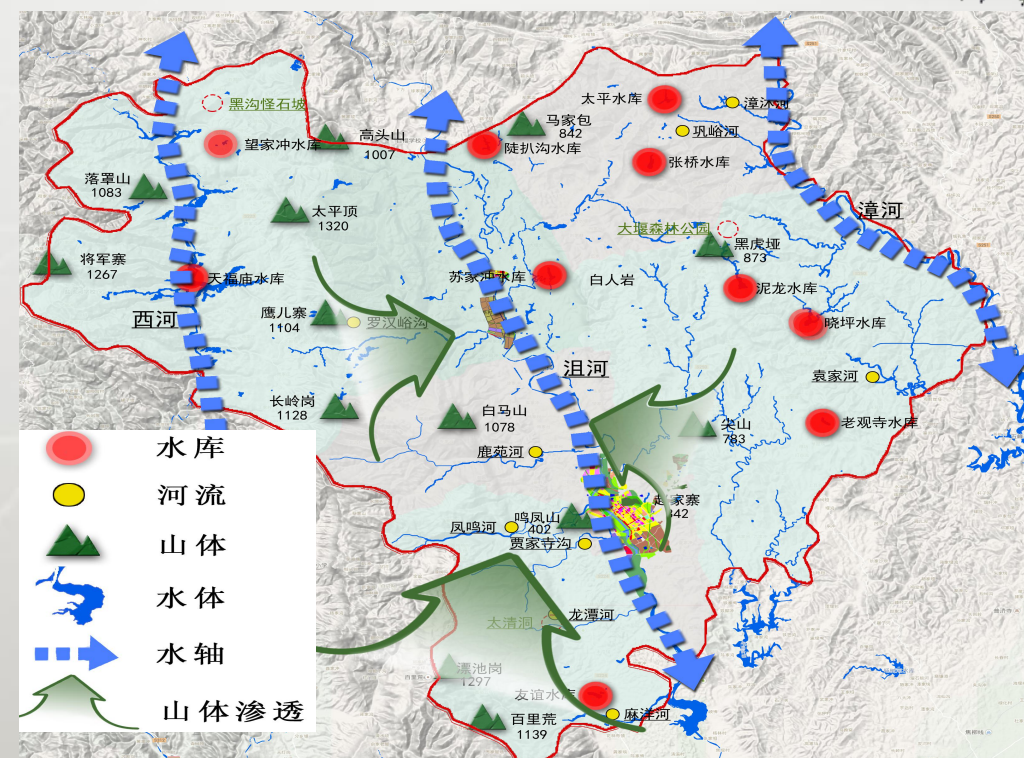 黑沟怪石坡
太平水库
漳沭河
马家包
842
巩峪河
高头山
1007
望家冲水库
陡扒沟水库
张桥水库
落罩山
1083
太平顶
1320
漳河
大堰森林公园
黑虎垭
873
将军寨
1267
天福庙水库
苏家冲水库
白人岩
泥龙水库
西河
鹰儿寨
1104
罗汉峪沟
晓坪水库
沮河
袁家河
长岭岗
1128
白马山
1078
尖山
783
老观寺水库
鹿苑河
水库
河流
山体
水体
水轴
山体渗透
家寨
凤鸣河
鸣凤山
402
贾家寺沟
太清洞
龙潭河
漂池岗
1297
友谊水库
百里荒
1139
麻洋河